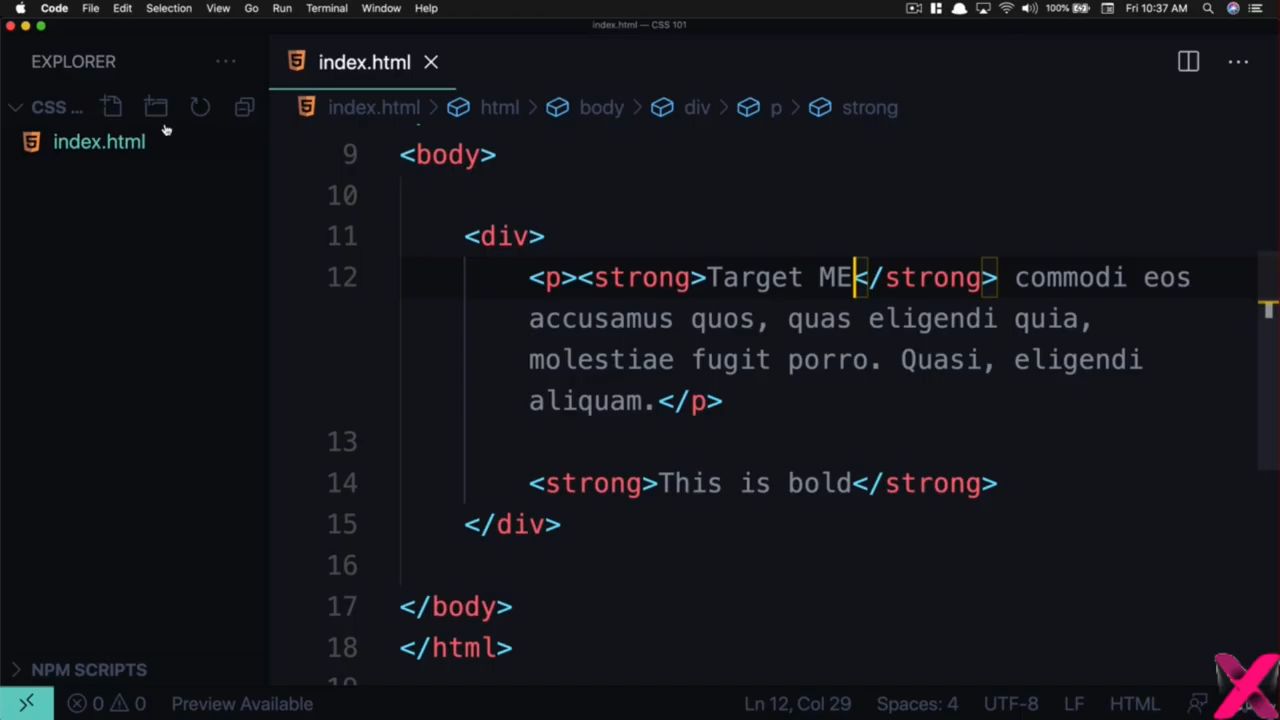 Code File Edit Selection View Go Run Terminal Window Help 100% Fri 10:37 AM
index.html — CSS 101
EXPLORER ···
index.html ···
CSS ...
index.html > html > body > div > p > strong
index.html
9 <body>
10
11 <div>
12 <p><strong>Target ME</strong> commodi eos
accusamus quos, quas eligendi quia,
molestiae fugit porro. Quasi, eligendi
aliquam.</p>
13
14 <strong>This is bold</strong>
15 </div>
16
17 </body>
18 </html>
NPM SCRIPTS
0 0 Preview Available Ln 12, Col 29 Spaces: 4 UTF-8 LF HTML
X